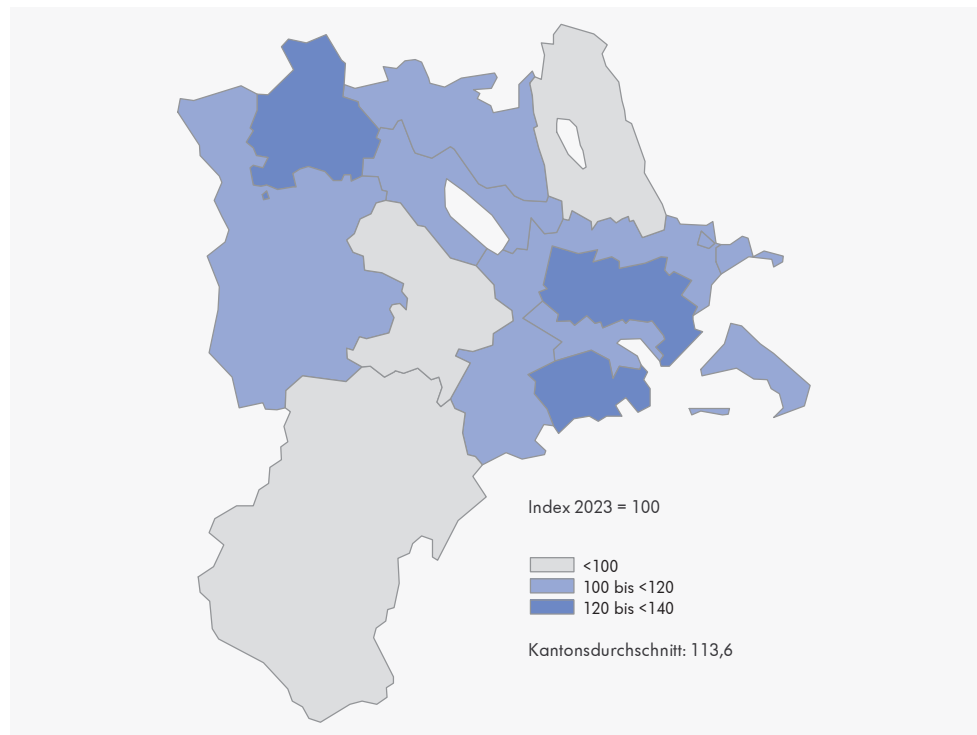 Index 2023 = 100
<100
100 bis <120
120 bis <140
Kantonsdurchschnitt: 113,6